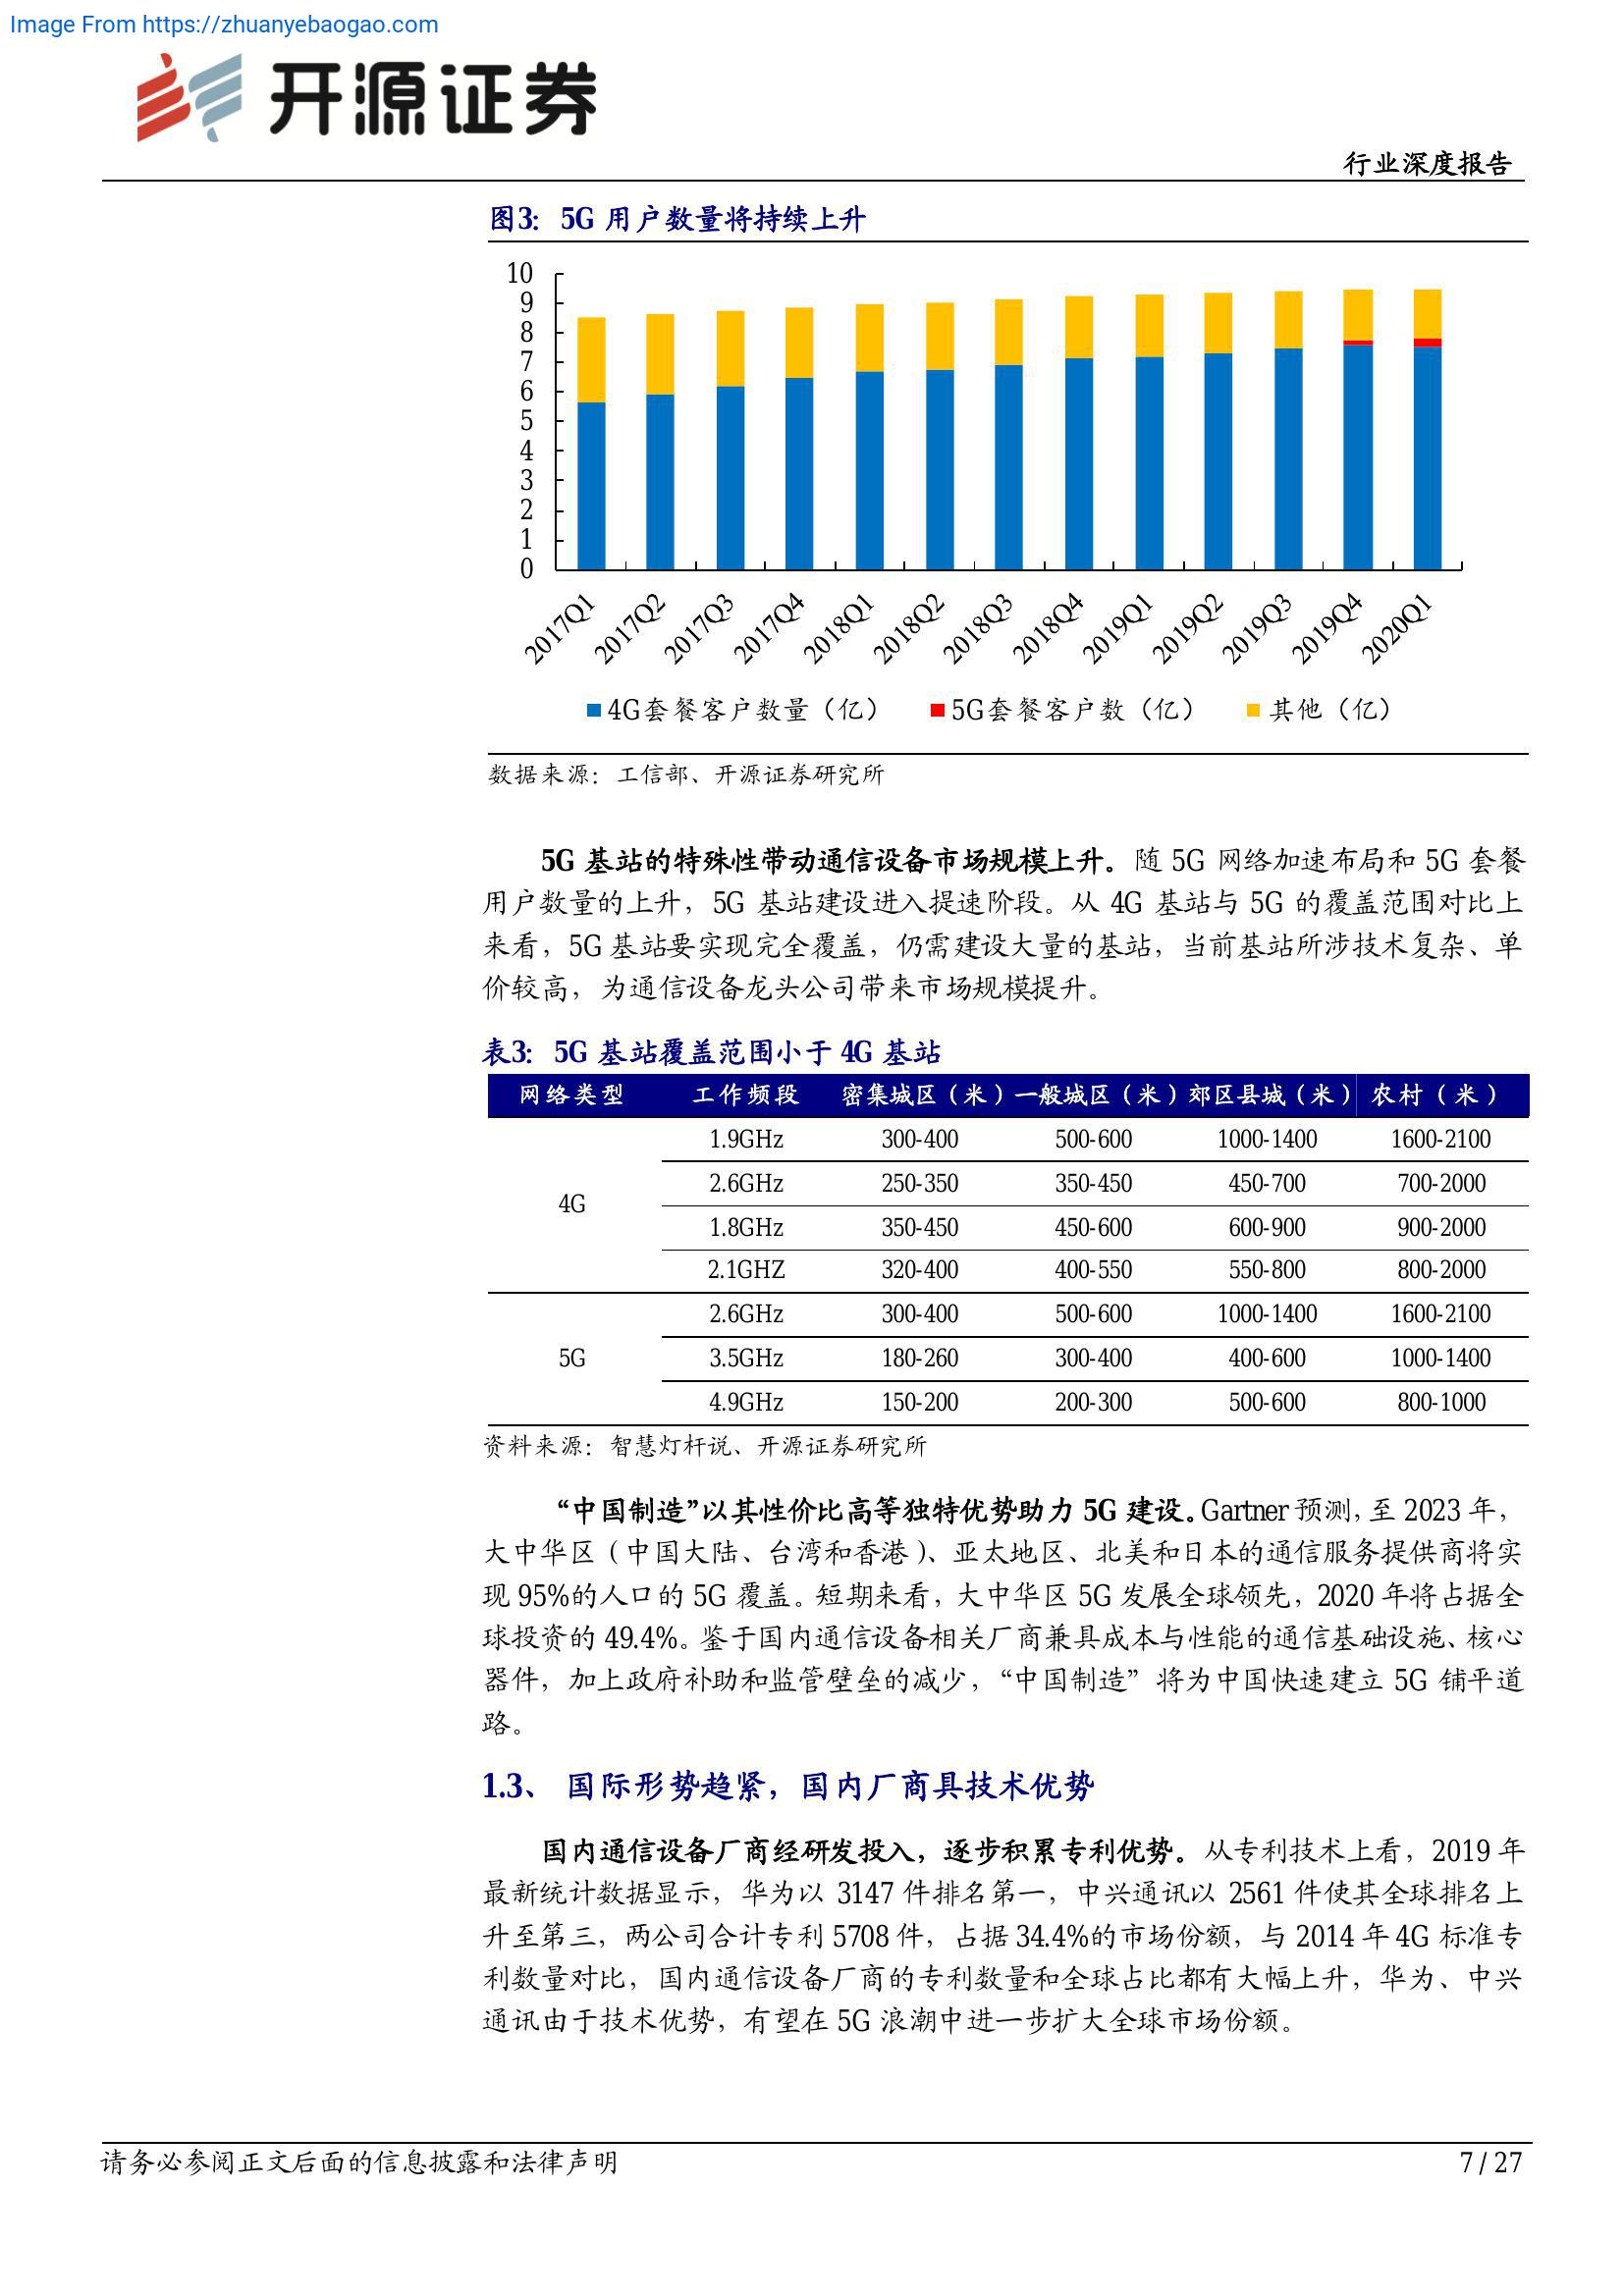 Image From https://zhuanyebaogao.com
开源证券
行业深度报告
图3： 5G 用户数量将持续上升
10
9
8
7
6
5
4
3
2
1
0
2017Q1 2017Q2 2017Q3 2017Q4 2018Q1 2018Q2 2018Q3 2018Q4 2019Q1 2019Q2 2019Q3 2019Q4 2020Q1
4G套餐客户数量（亿） 5G套餐客户数（亿） 其他（亿）
数据来源：工信部、开源证券研究所
5G 基站的特殊性带动通信设备市场规模上升。随 5G 网络加速布局和 5G 套餐
用户数量的上升，5G 基站建设进入提速阶段。从 4G 基站与 5G 的覆盖范围对比上
来看，5G 基站要实现完全覆盖，仍需建设大量的基站，当前基站所涉技术复杂、单
价较高，为通信设备龙头公司带来市场规模提升。
表3： 5G 基站覆盖范围小于 4G 基站
网络类型 工作频段 密集城区（米）一般城区（米）郊区县城（米） 农村（米）
1.9GHz 300-400 500-600 1000-1400 1600-2100
2.6GHz 250-350 350-450 450-700 700-2000
4G
1.8GHz 350-450 450-600 600-900 900-2000
2.1GHZ 320-400 400-550 550-800 800-2000
2.6GHz 300-400 500-600 1000-1400 1600-2100
5G 3.5GHz 180-260 300-400 400-600 1000-1400
4.9GHz 150-200 200-300 500-600 800-1000
资料来源：智慧灯杆说、开源证券研究所
“中国制造”以其性价比高等独特优势助力 5G 建设。Gartner 预测，至 2023 年，
大中华区（中国大陆、台湾和香港）、亚太地区、北美和日本的通信服务提供商将实
现 95%的人口的 5G 覆盖。短期来看，大中华区 5G 发展全球领先，2020 年将占据全
球投资的 49.4%。鉴于国内通信设备相关厂商兼具成本与性能的通信基础设施、核心
器件，加上政府补助和监管壁垒的减少，“中国制造”将为中国快速建立 5G 铺平道
路。
1.3、 国际形势趋紧，国内厂商具技术优势
国内通信设备厂商经研发投入，逐步积累专利优势。从专利技术上看，2019 年
最新统计数据显示，华为以 3147 件排名第一，中兴通讯以 2561 件使其全球排名上
升至第三，两公司合计专利 5708 件，占据 34.4%的市场份额，与 2014 年 4G 标准专
利数量对比，国内通信设备厂商的专利数量和全球占比都有大幅上升，华为、中兴
通讯由于技术优势，有望在 5G 浪潮中进一步扩大全球市场份额。
请务必参阅正文后面的信息披露和法律声明 7 / 27